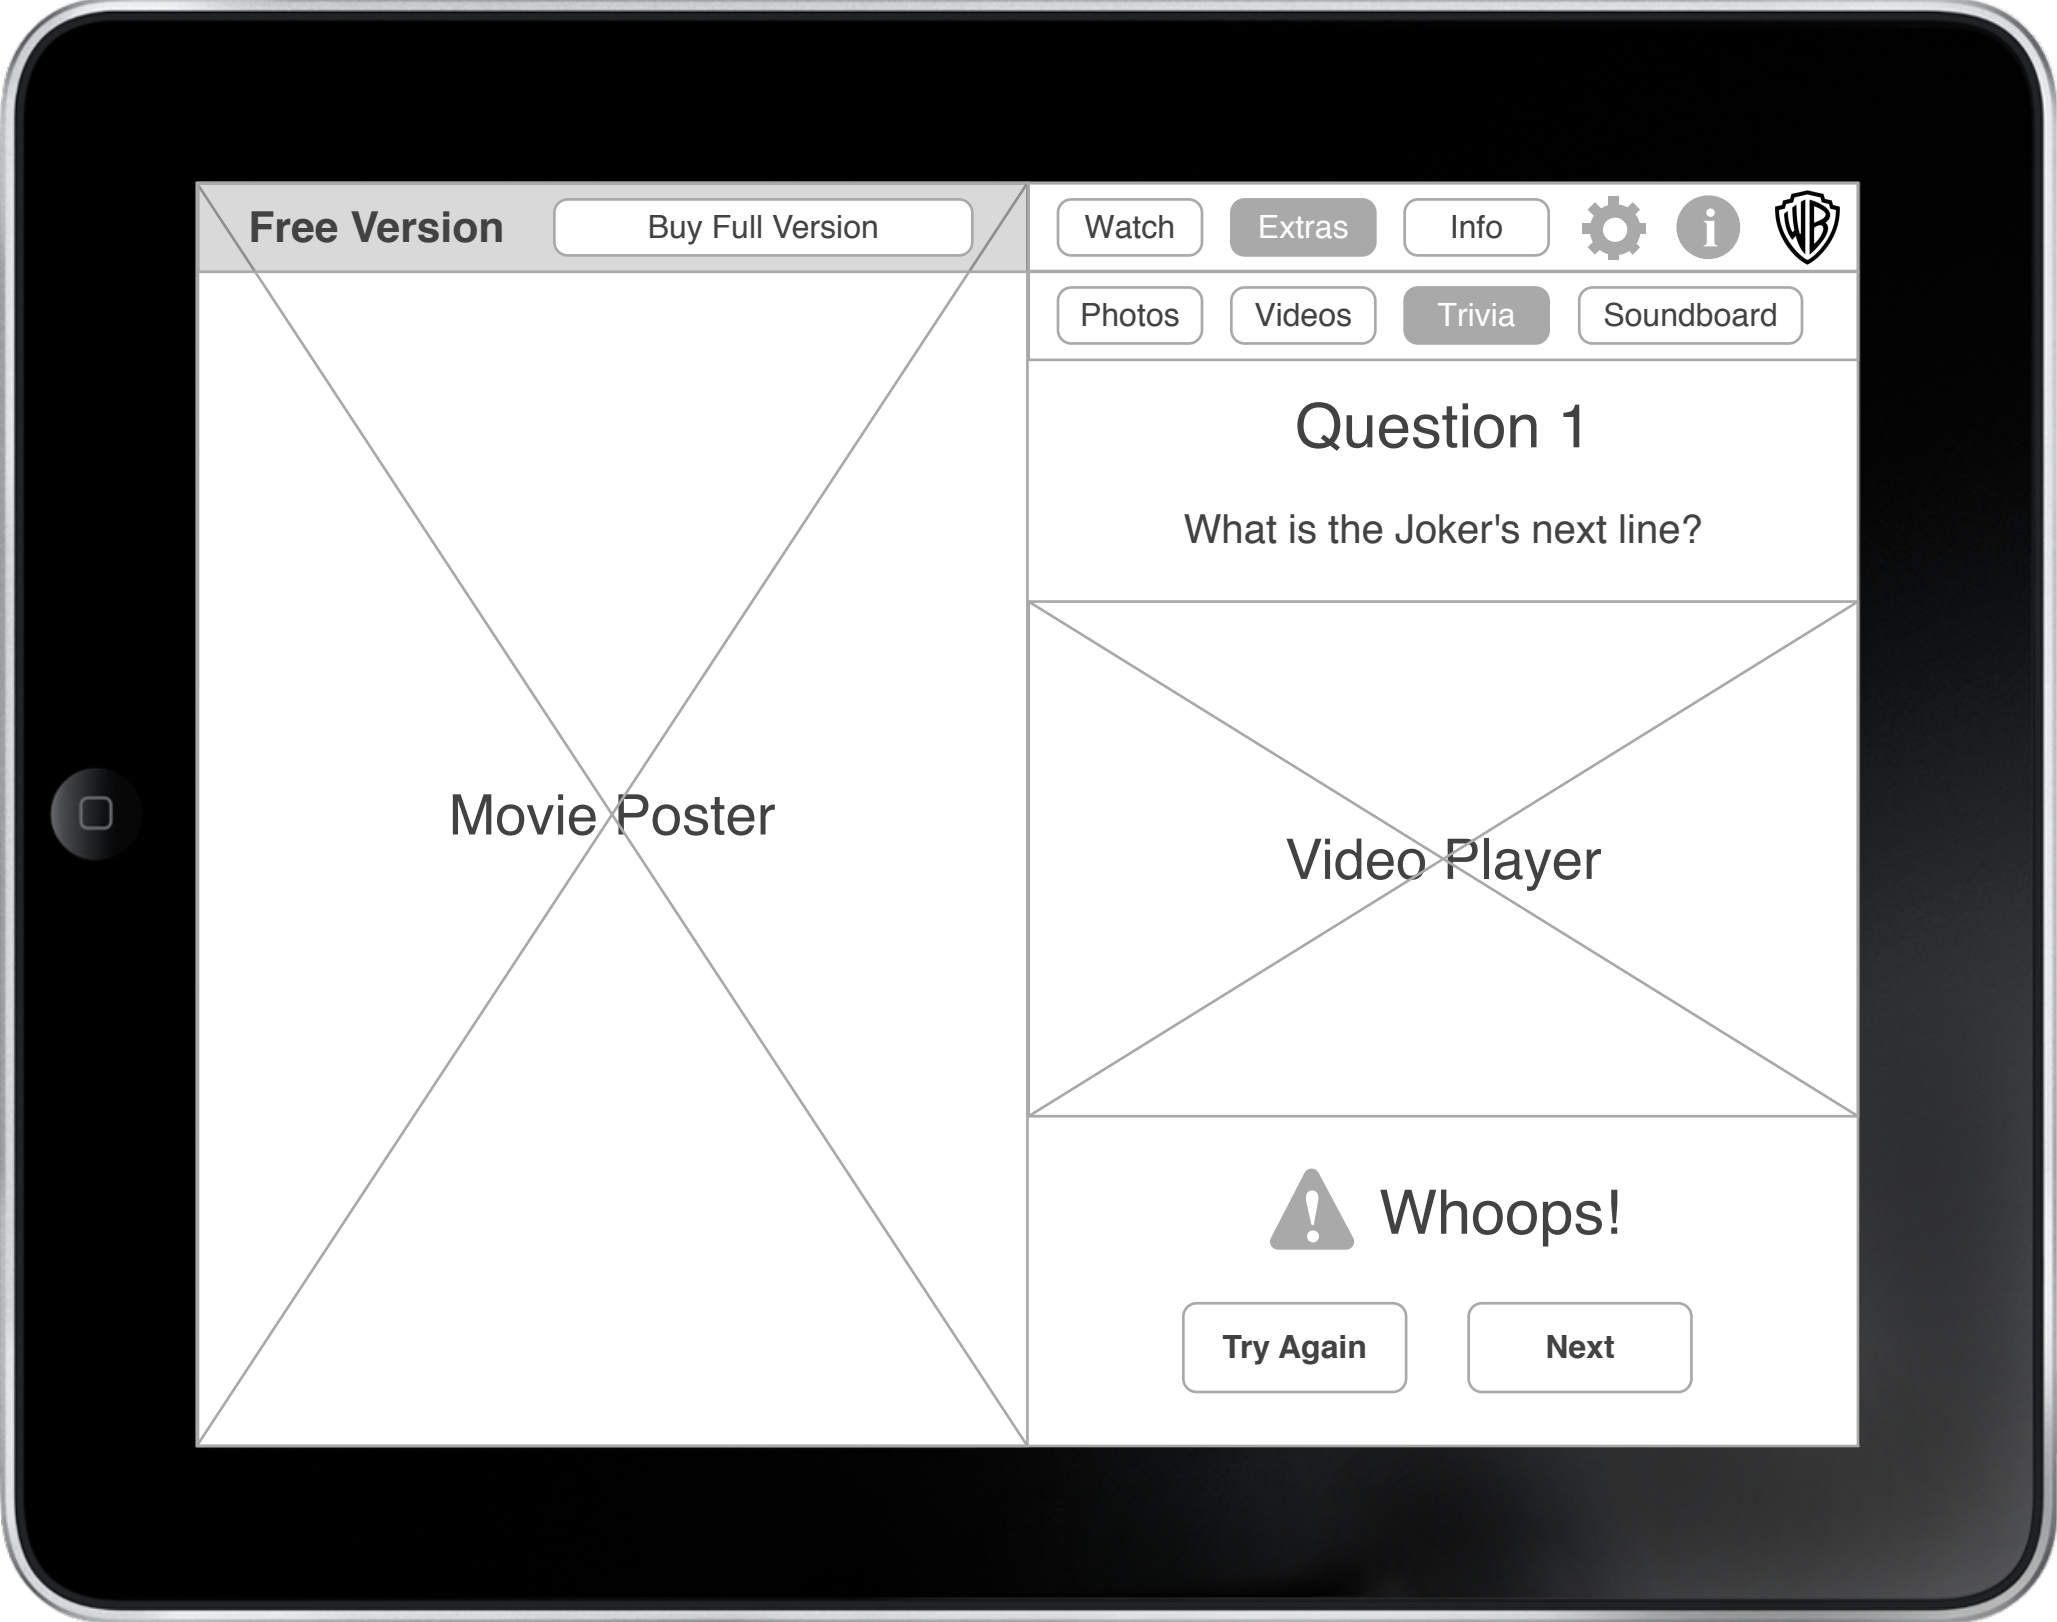 Free Version
Buy Full Version
Watch
Extras
Info
i
WB
Photos
Videos
Trivia
Soundboard
Question 1
What is the Joker's next line?
Movie Poster
Video Player
Whoops!
Try Again
Next